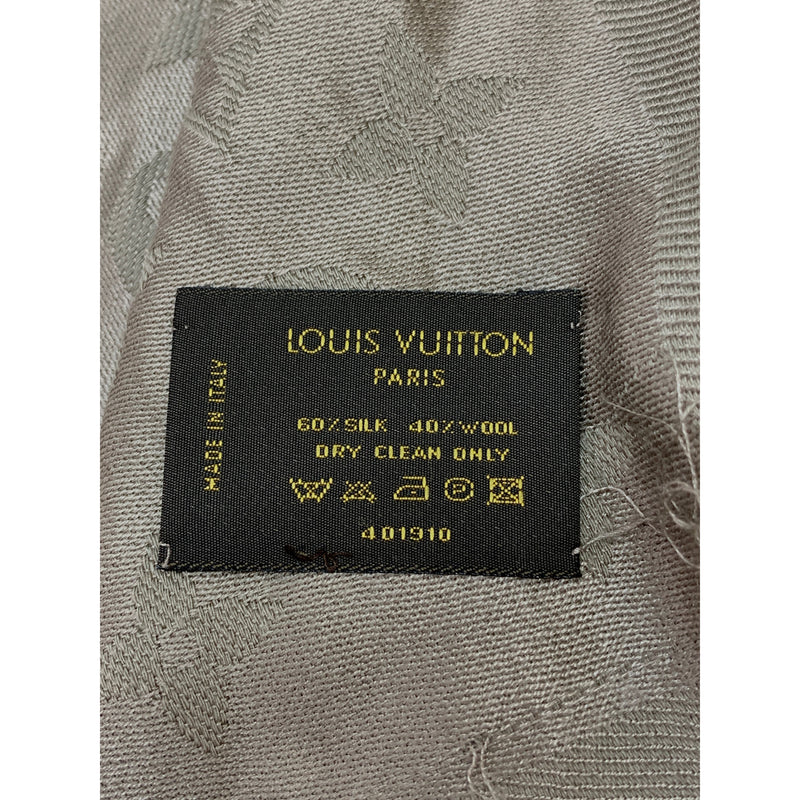 LOUIS VUITTON
PARIS
60% SILK 40% WOOL
DRY CLEAN ONLY
401910
MADE IN ITALY